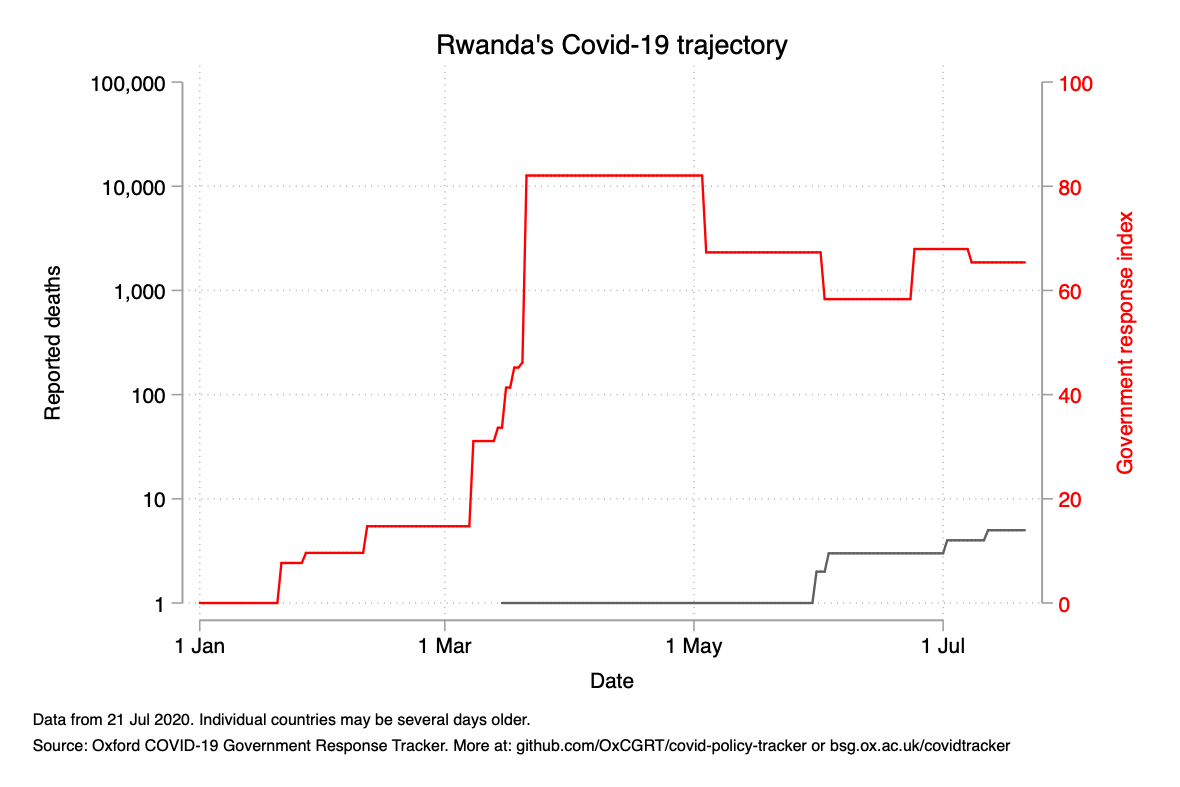 Rwanda's Covid-19 trajectory
100,000
10,000
1,000
100
10
1
Reported deaths
100
80
60
40
20
0
Government response index
1 Jan
1 Mar
1 May
1 Jul
Date
Data from 21 Jul 2020. Individual countries may be several days older.
Source: Oxford COVID-19 Government Response Tracker. More at: github.com/OxCGRT/covid-policy-tracker or bsg.ox.ac.uk/covidtracker